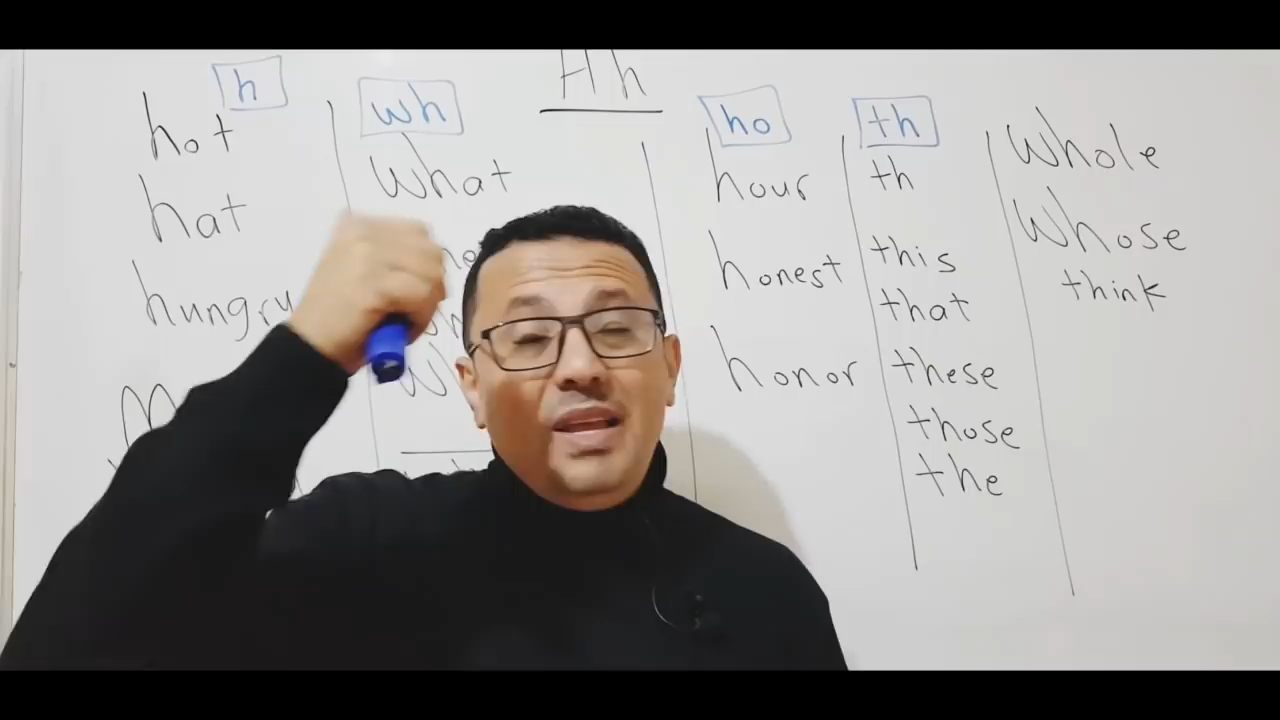 Hh
h
hot
hat
hungry
wh
What
ho
hour
honest
honor
th
th
this
that
these
those
the
Whole
Whose
think